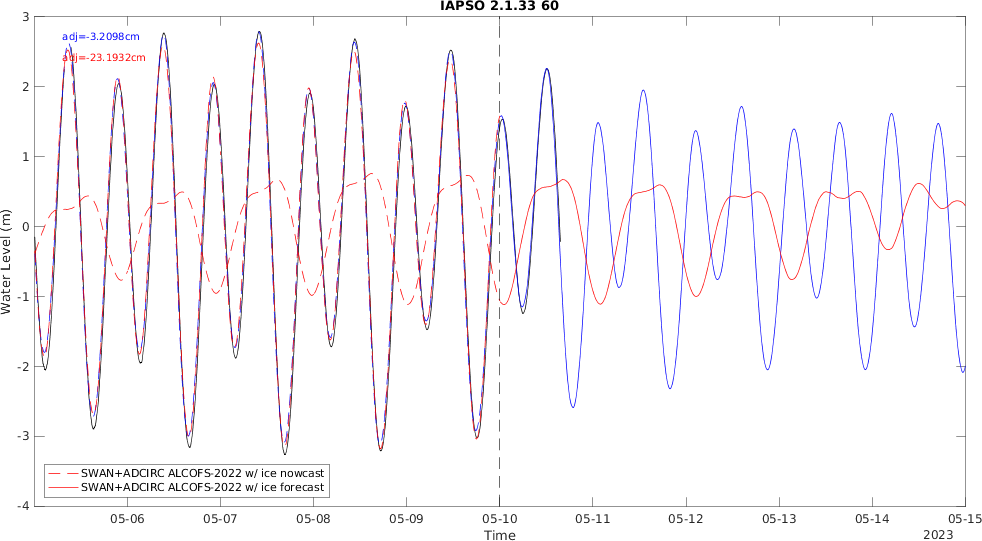 IAPSO 2.1.33 60
adj=-3.2098cm
adj=-23.1932cm
3
2
1
0
-1
-2
-3
-4
Water Level (m)
SWAN+ADCIRC ALCOFS-2022 w/ ice nowcast
SWAN+ADCIRC ALCOFS-2022 w/ ice forecast
05-06 05-07 05-08 05-09 05-10 05-11 05-12 05-13 05-14 05-15
Time
2023